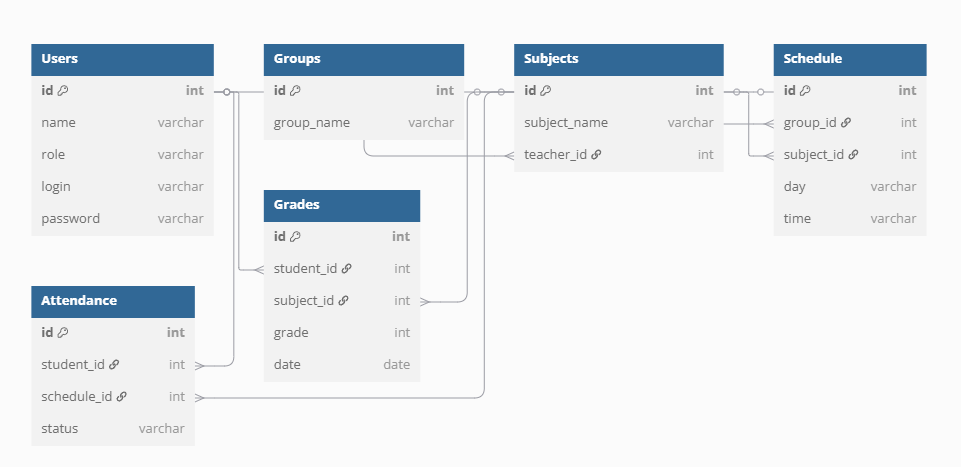 Users
id int
name varchar
role varchar
login varchar
password varchar
Groups
id int
group_name varchar
Subjects
id int
subject_name varchar
teacher_id int
Schedule
id int
group_id int
subject_id int
day varchar
time varchar
Grades
id int
student_id int
subject_id int
grade int
date date
Attendance
id int
student_id int
schedule_id int
status varchar